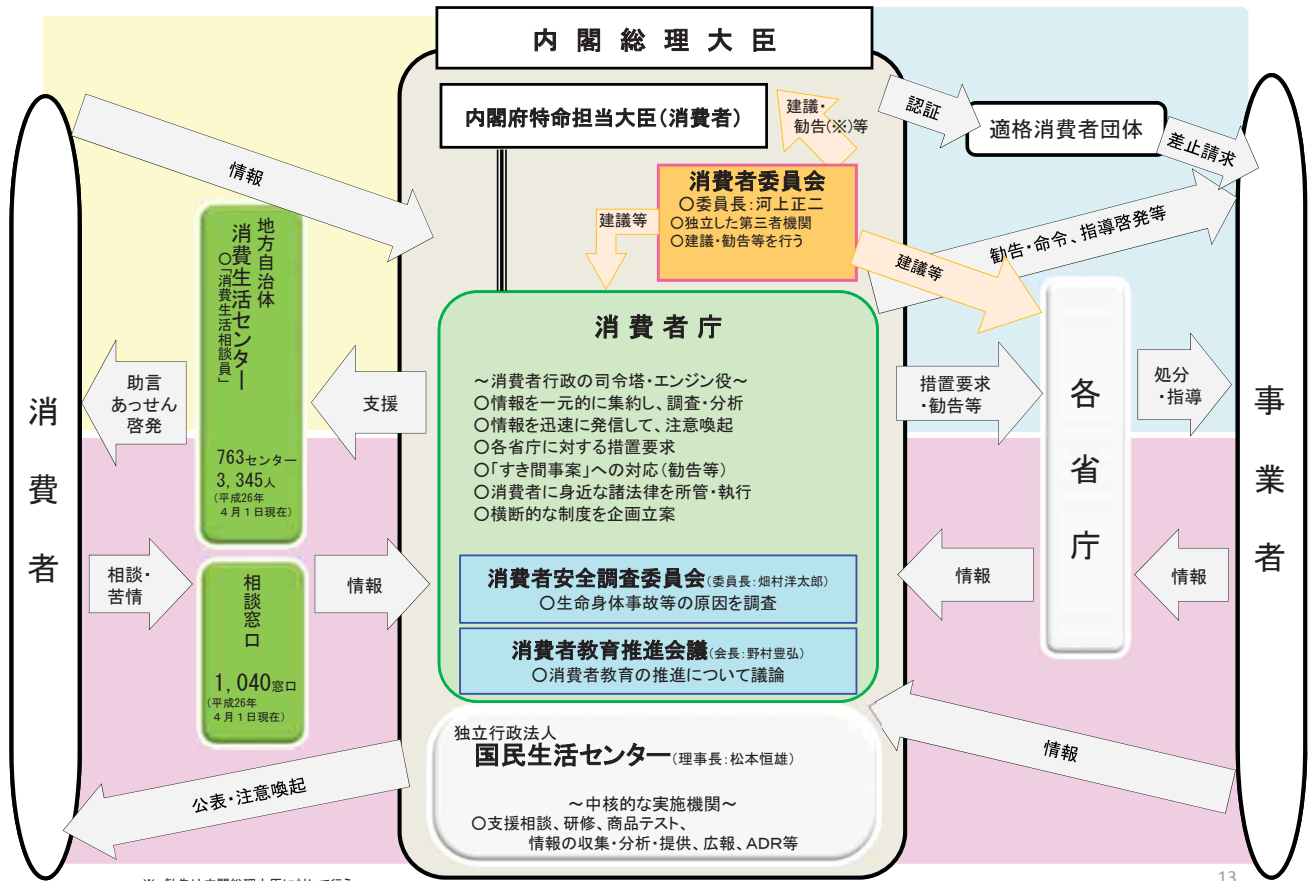 内閣総理大臣
内閣府特命担当大臣(消費者)
建議・
勧告(※)等
認証
適格消費者団体
差止請求
情報
消費者委員会
○委員長:河上正二
○独立した第三者機関
○建議・勧告等を行う
建議等
建議等
勧告・命令、指導啓発等
地方自治体
消費生活センター
○「消費生活相談員」
763センター
3,345人
(平成26年
4月1日現在)
消費者庁
~消費者行政の司令塔・エンジン役~
○情報を一元的に集約し、調査・分析
○情報を迅速に発信して、注意喚起
○各省庁に対する措置要求
○「すき間事案」への対応(勧告等)
○消費者に身近な諸法律を所管・執行
○横断的な制度を企画立案
助言
あっせん
啓発
支援
措置要求
・勧告等
各省庁
処分
・指導
消費者
事業者
相談・
苦情
相談窓口
1,040窓口
(平成26年
4月1日現在)
情報
消費者安全調査委員会(委員長:畑村洋太郎)
○生命身体事故等の原因を調査
消費者教育推進会議(会長:野村豊弘)
○消費者教育の推進について議論
情報
情報
独立行政法人
国民生活センター(理事長:松本恒雄)
~中核的な実施機関~
○支援相談、研修、商品テスト、
情報の収集・分析・提供、広報、ADR等
情報
公表・注意喚起
13